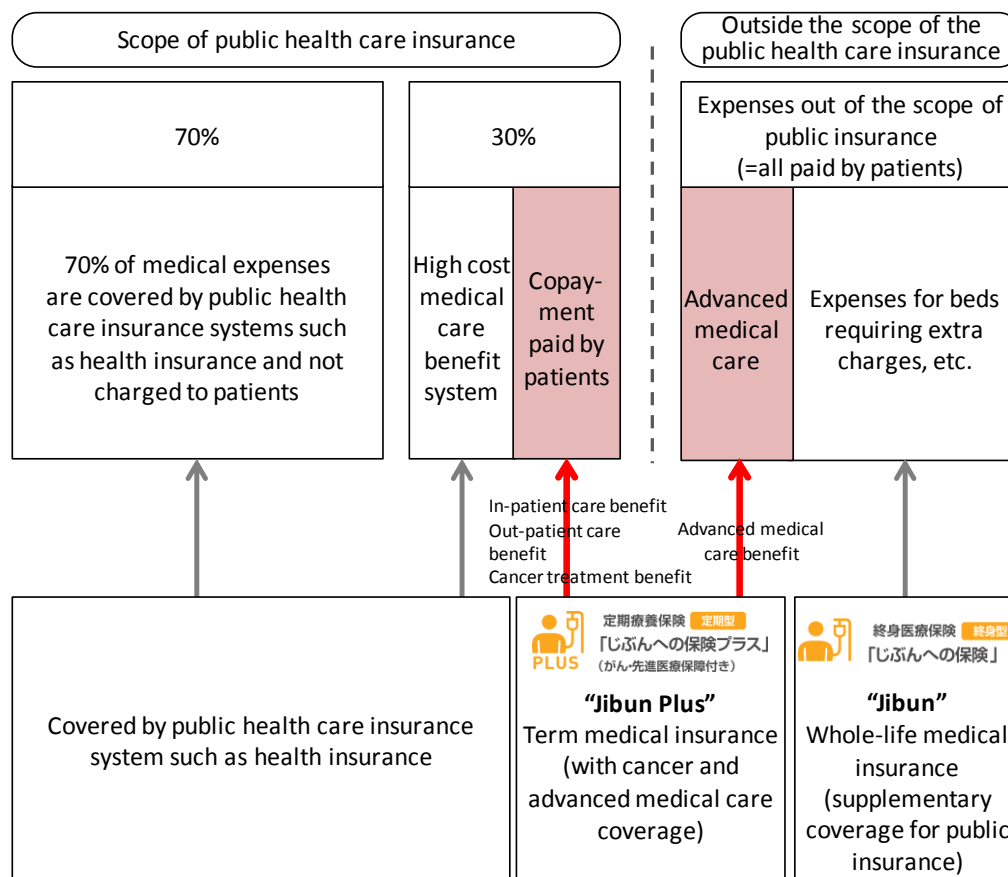 Scope of public health care insurance
Outside the scope of the
public health care insurance
70%
30%
Expenses out of the scope of
public insurance
(=all paid by patients)
70% of medical expenses
are covered by public health
care insurance systems such
as health insurance and not
charged to patients
High cost
medical
care
benefit
system
Copay-
ment
paid by
patients
Advanced
medical
care
Expenses for beds
requiring extra
charges, etc.
In-patient care benefit
Out-patient care
benefit
Cancer treatment benefit
Advanced medical
care benefit
Covered by public health care insurance
system such as health insurance
PLUS
定期療養保険 定期型
「じぶんへの保険プラス」
(がん・先進医療保障付き)
“Jibun Plus”
Term medical insurance
(with cancer and
advanced medical care
coverage)
終身医療保険 終身型
「じぶんへの保険」
“Jibun”
Whole-life medical
insurance
(supplementary
coverage for public
insurance)